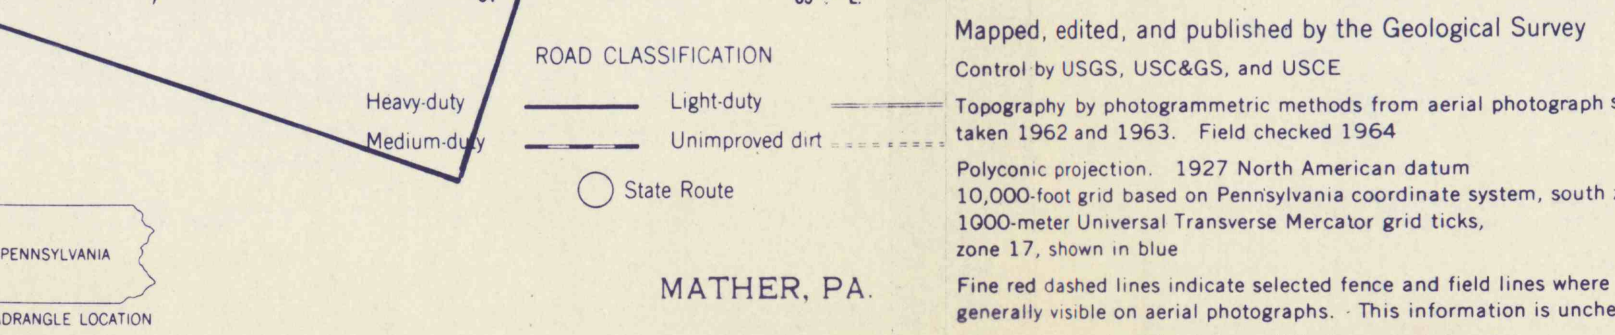 ROAD CLASSIFICATION
Heavy-duty
Light-duty
Medium-duty
Unimproved dirt
State Route
PENNSYLVANIA
DRANGLE LOCATION
MATHER, PA.
Mapped, edited, and published by the Geological Survey
Control by USGS, USC&GS, and USCE
Topography by photogrammetric methods from aerial photograph s
taken 1962 and 1963. Field checked 1964
Polyconic projection. 1927 North American datum
10,000-foot grid based on Pennsylvania coordinate system, south
1000-meter Universal Transverse Mercator grid ticks,
zone 17, shown in blue
Fine red dashed lines indicate selected fence and field lines where
generally visible on aerial photographs. This information is unche